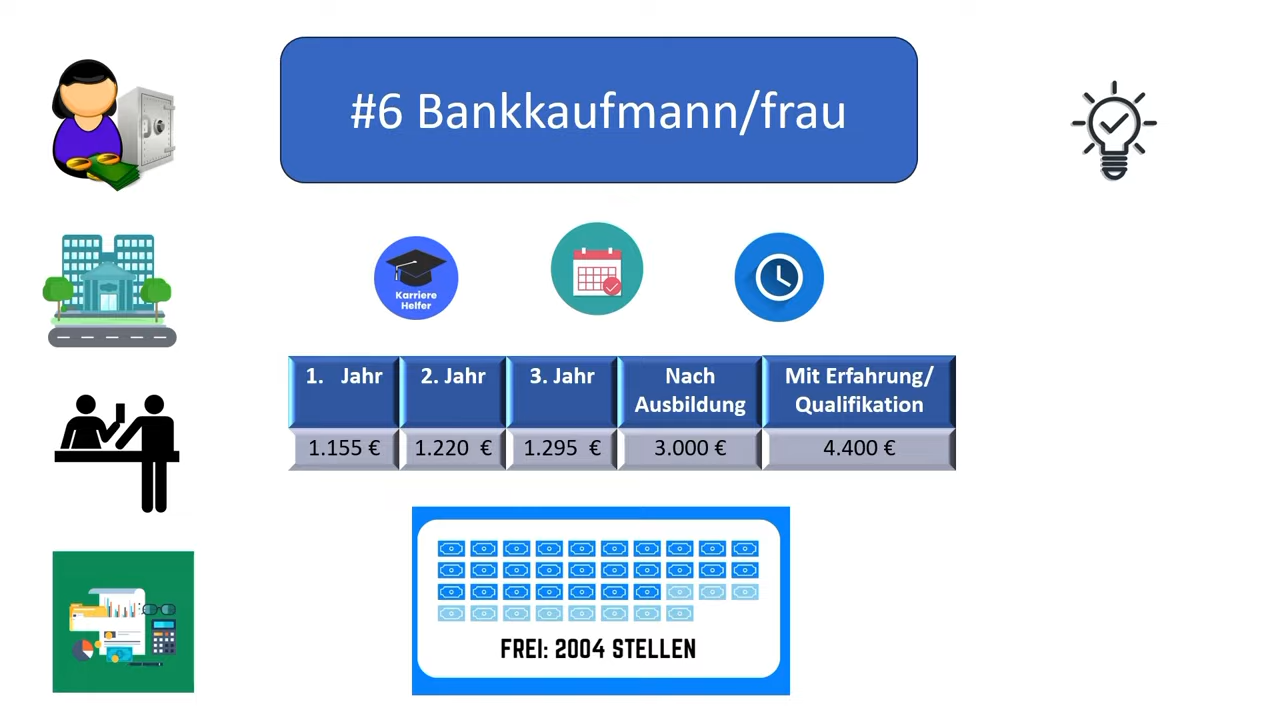 #6 Bankkaufmann/frau
Karriere
Helfer
1. Jahr
2. Jahr
3. Jahr
Nach
Ausbildung
Mit Erfahrung/
Qualifikation
1.155 €
1.220 €
1.295 €
3.000 €
4.400 €
FREI: 2004 STELLEN